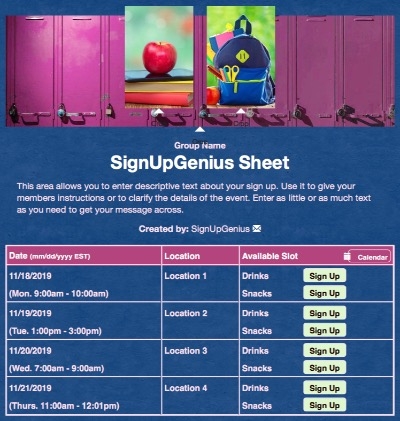 Group Name
SignUpGenius Sheet
This area allows you to enter descriptive text about your sign up. Use it to give your
members instructions or to clarify the details of the event. Enter as little or as much text
as you need to get your message across.
Created by: SignUpGenius
Date (mm/dd/yyyy EST) Location Available Slot Calendar
11/18/2019 Location 1 Drinks Sign Up
(Mon. 9:00am - 10:00am) Snacks Sign Up
11/19/2019 Location 2 Drinks Sign Up
(Tue. 1:00pm - 3:00pm) Snacks Sign Up
11/20/2019 Location 3 Drinks Sign Up
(Wed. 7:00am - 9:00am) Snacks Sign Up
11/21/2019 Location 4 Drinks Sign Up
(Thurs. 11:00am - 12:01pm) Snacks Sign Up